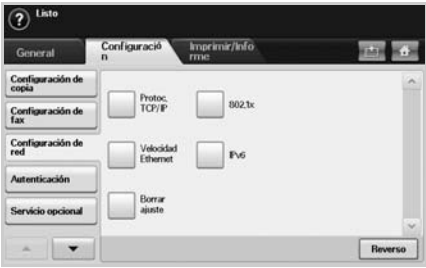 Listo
General
Configuració
n
Imprimir/Info
rme
Configuración de
copia
Configuración de
fax
Configuración de
red
Autenticación
Servicio opcional
Protoc.
TCP/IP
802.1x
Velocidad
Ethernet
IPv6
Borrar
ajuste
Reverso